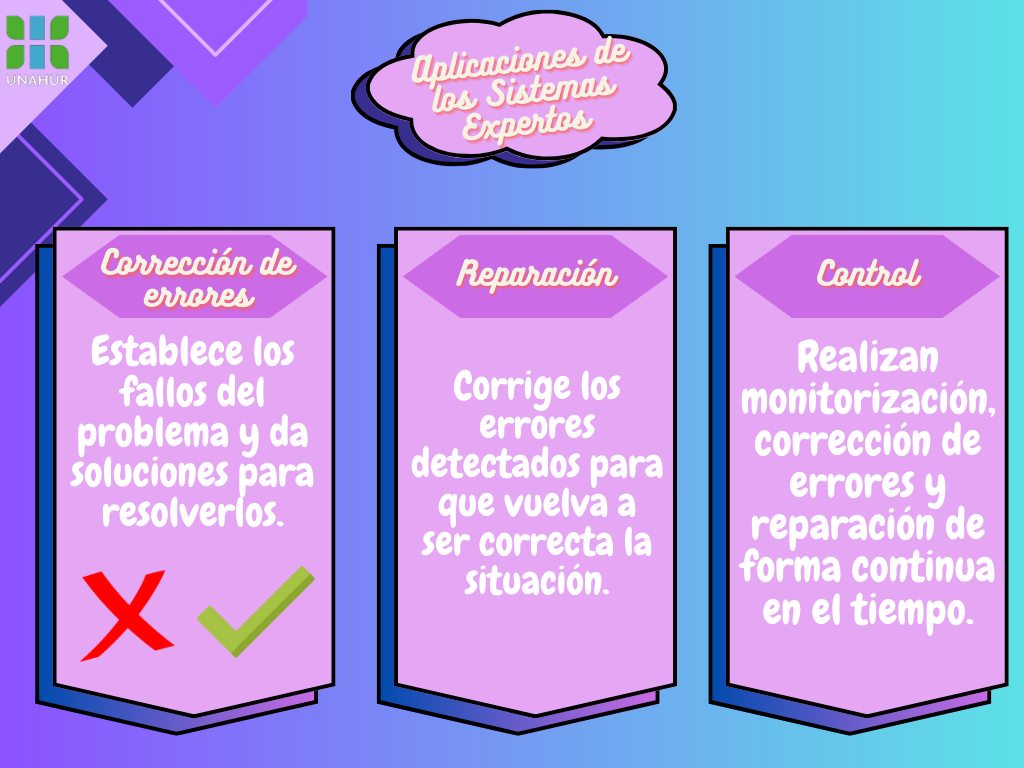 UNAHUR
Aplicaciones de
los Sistemas
Expertos
Corrección de
errores
Establece los
fallos del
problema y da
soluciones para
resolverlos.
Reparación
Corrige los
errores
detectados para
que vuelva a
ser correcta la
situación.
Control
Realizan
monitorización,
corrección de
errores y
reparación de
forma continua
en el tiempo.